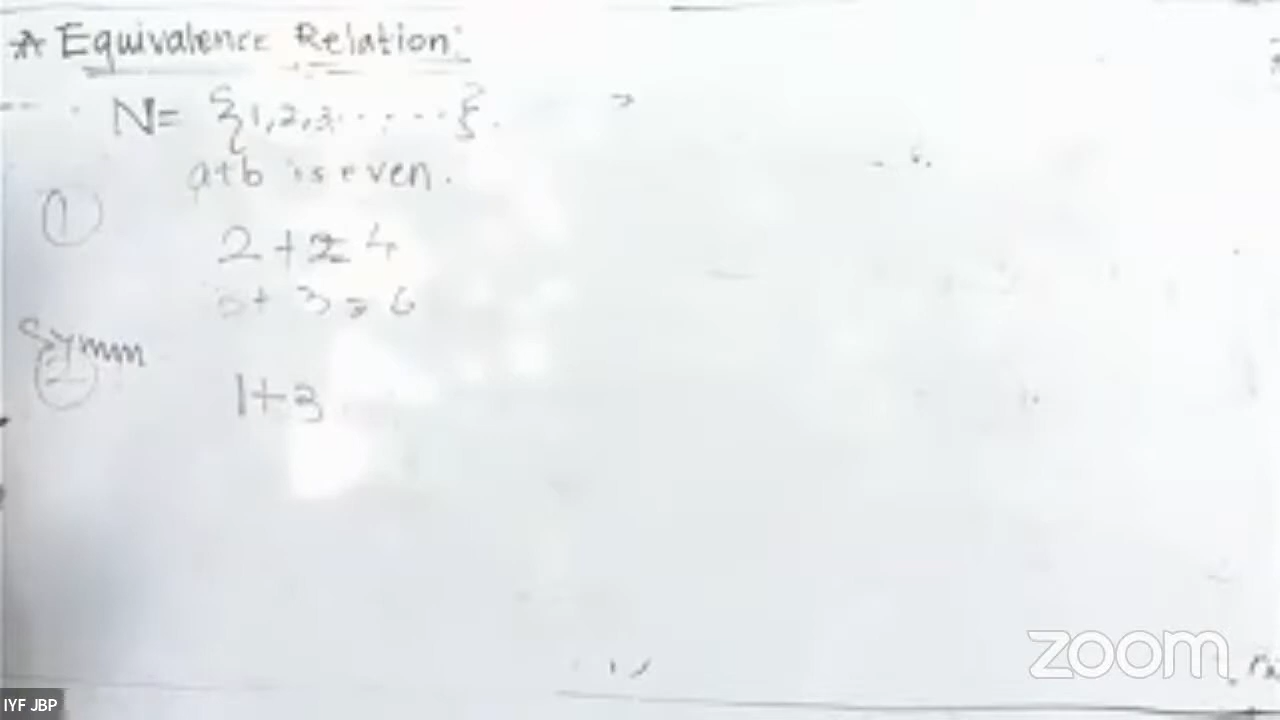 * Equivalence Relation:
N= {1,2,3......}.
a+b is even.
①
2+2=4
3+3=6
Symm
②
1+3
zoom
IYF JBP